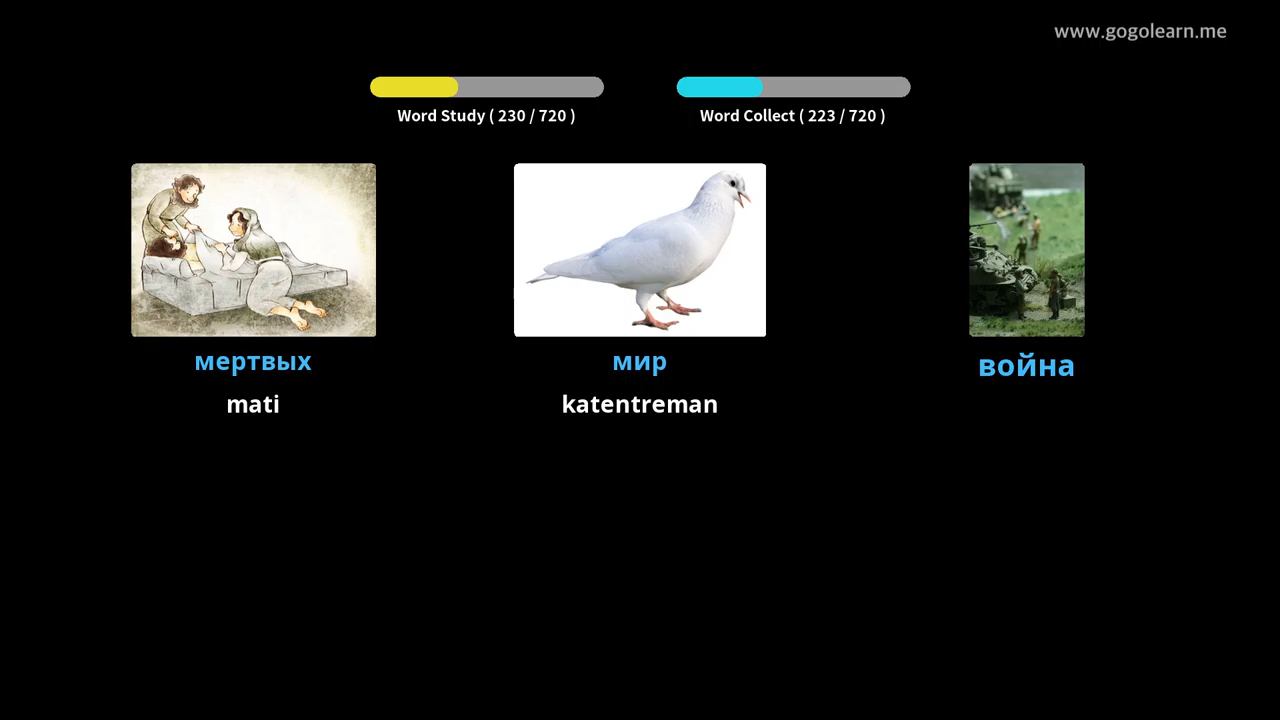 www.gogolearn.me
Word Study ( 230 / 720 )
Word Collect ( 223 / 720 )
мертвых
мир
война
mati
katentreman